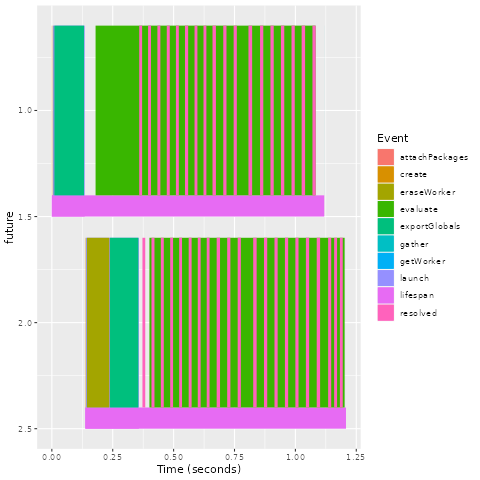 1.0
1.5
2.0
2.5
future
0.00
0.25
0.50
0.75
1.00
1.25
Time (seconds)
Event
attachPackages
create
eraseWorker
evaluate
exportGlobals
gather
getWorker
launch
lifespan
resolved